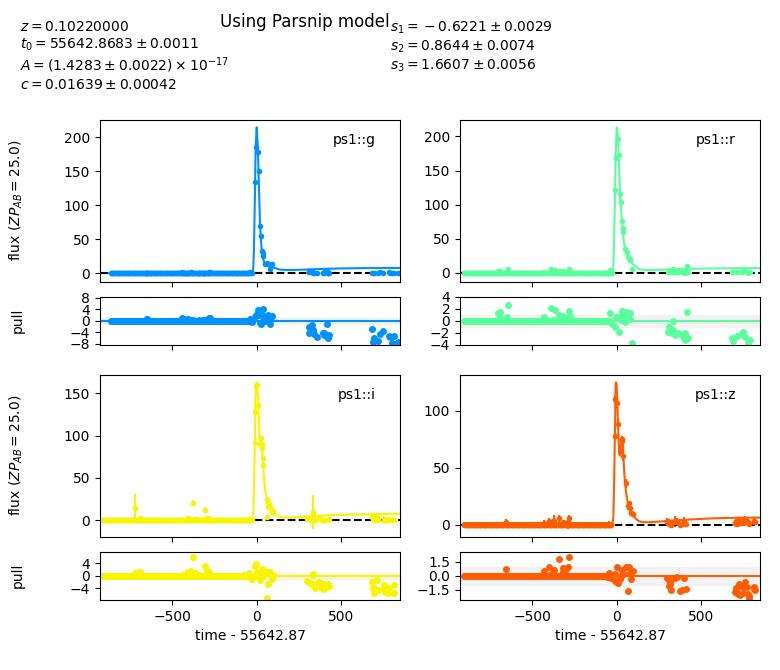 Using Parsnip model
z = 0.10220000
t₀ = 55642.8683 ± 0.0011
A = (1.4283 ± 0.0022) × 10⁻¹⁷
c = 0.01639 ± 0.00042
s₁ = −0.6221 ± 0.0029
s₂ = 0.8644 ± 0.0074
s₃ = 1.6607 ± 0.0056
flux (ZP_AB = 25.0)
200
150
100
50
0
ps1::g
200
150
100
50
0
ps1::r
pull
8
4
0
−4
−8
4
2
0
−2
−4
flux (ZP_AB = 25.0)
150
100
50
0
ps1::i
100
50
0
ps1::z
pull
4
0
−4
1.5
0.0
−1.5
−500 0 500
−500 0 500
time - 55642.87
time - 55642.87